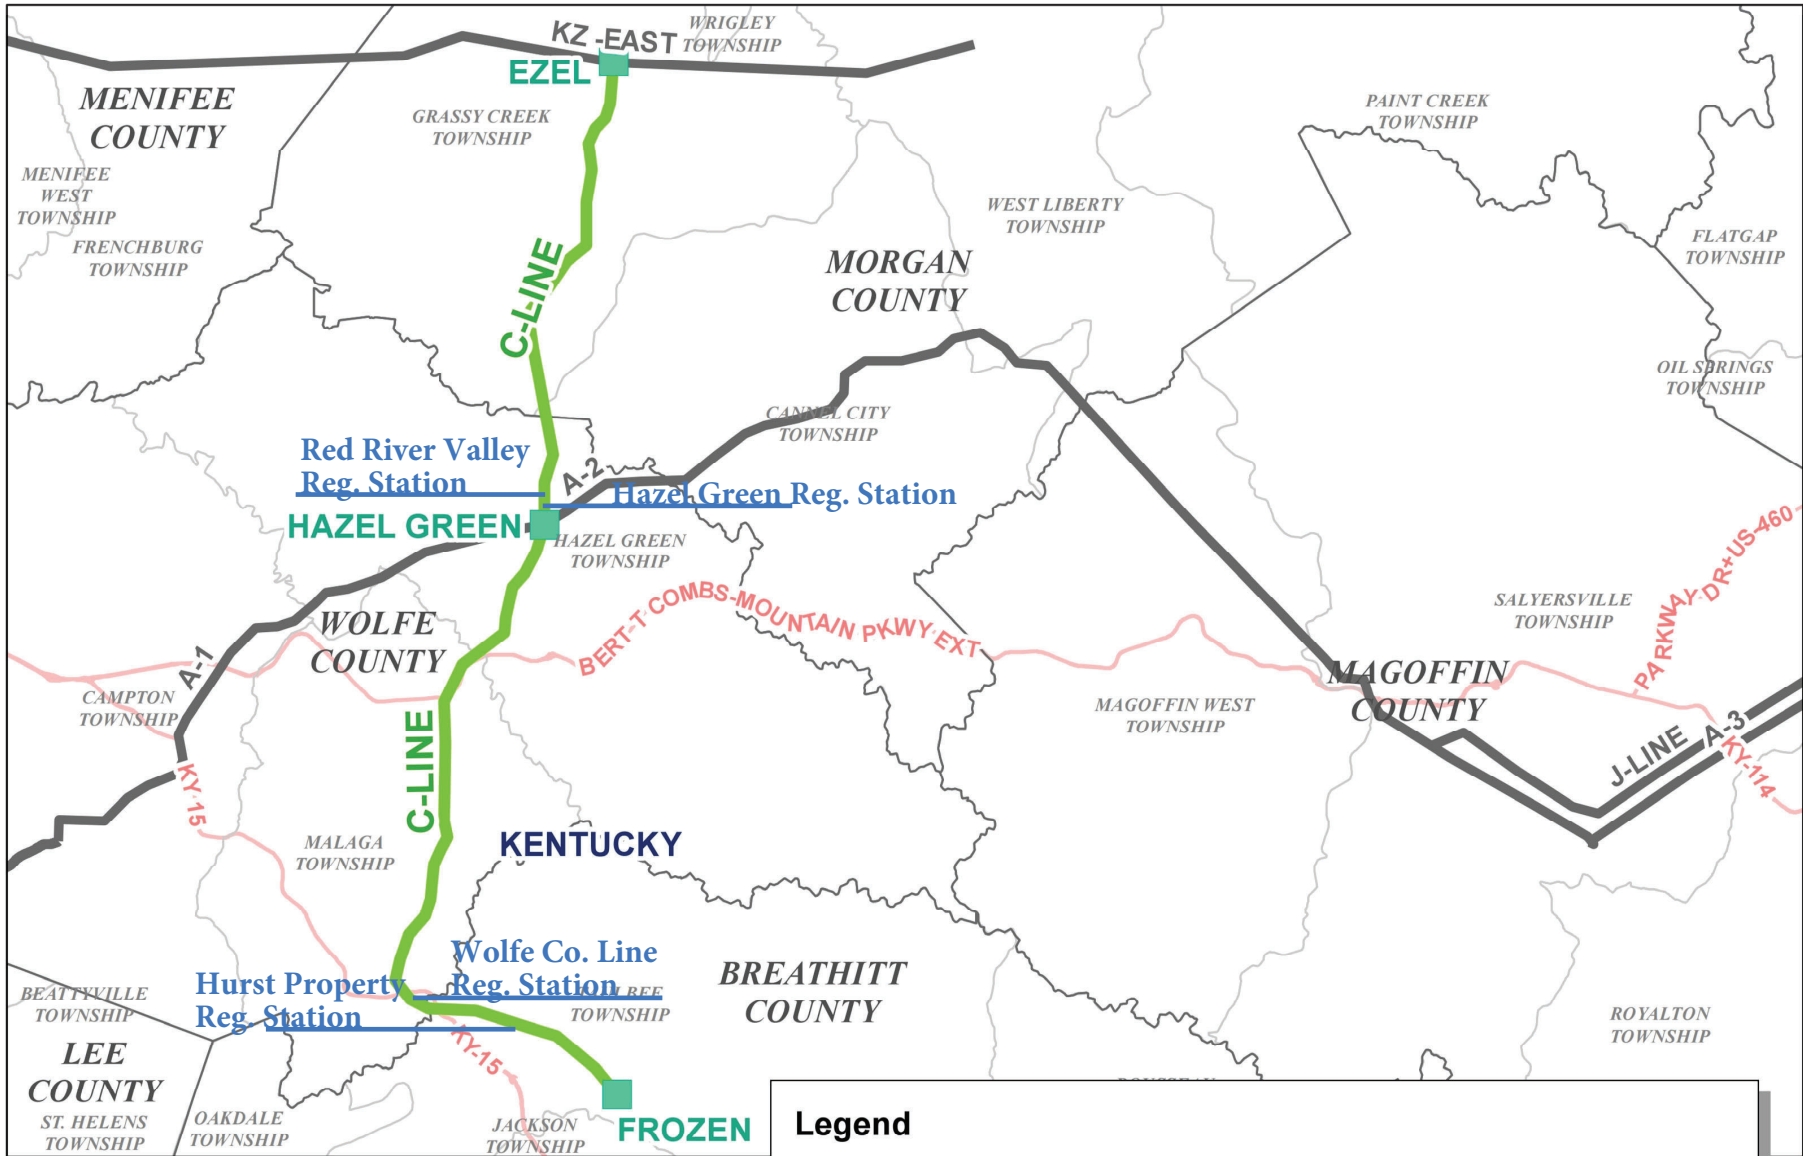 WRIGLEY
TOWNSHIP
KZ -EAST
EZEL
MENIFEE
COUNTY
GRASSY CREEK
TOWNSHIP
PAINT CREEK
TOWNSHIP
MENIFEE
WEST
TOWNSHIP
FRENCHBURG
TOWNSHIP
WEST LIBERTY
TOWNSHIP
FLATGAP
TOWNSHIP
C-LINE
MORGAN
COUNTY
OIL SPRINGS
TOWNSHIP
CANNEL CITY
TOWNSHIP
Red River Valley
Reg. Station
A-2
Hazel Green Reg. Station
HAZEL GREEN
HAZEL GREEN
TOWNSHIP
PARKWAY DR+US-460
BERT-T COMBS-MOUNTAIN PKWY EXT
SALYERSVILLE
TOWNSHIP
WOLFE
COUNTY
A-1
CAMPTON
TOWNSHIP
MAGOFFIN
COUNTY
MAGOFFIN WEST
TOWNSHIP
C-LINE
J-LINE
A-3
KY-114
KY-15
MALAGA
TOWNSHIP
KENTUCKY
Wolfe Co. Line
Reg. Station
Hurst Property
Reg. Station
BREATHITT
COUNTY
BEATTYVILLE
TOWNSHIP
TOWNSHIP
ROYALTON
TOWNSHIP
LEE
COUNTY
KY-15
ST. HELENS
TOWNSHIP
OAKDALE
TOWNSHIP
JACKSON
TOWNSHIP
FROZEN
Legend